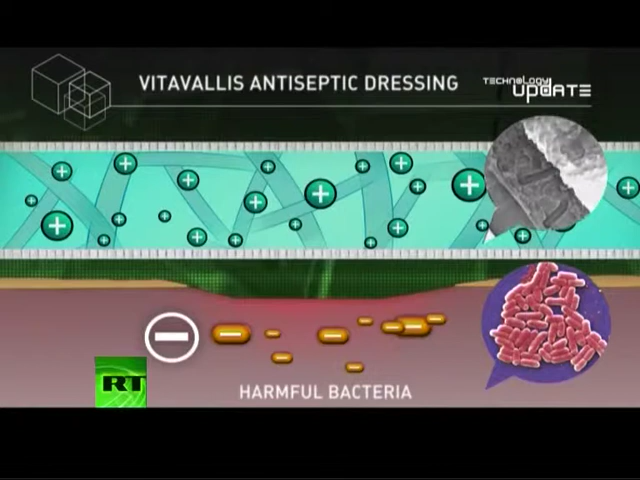 VITAVALLIS ANTISEPTIC DRESSING
TECHNOLOGY
UPDATE
HARMFUL BACTERIA
RT